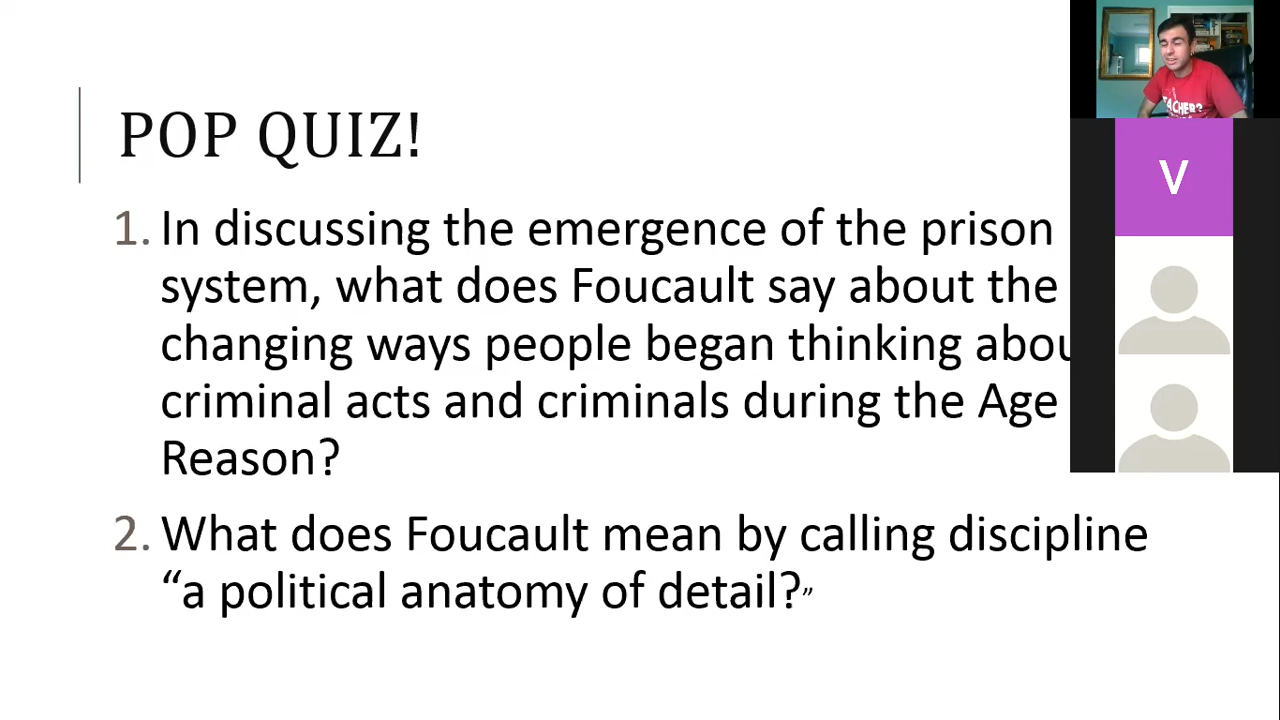 POP QUIZ!
1. In discussing the emergence of the prison
system, what does Foucault say about the
changing ways people began thinking abou
criminal acts and criminals during the Age
Reason?
2. What does Foucault mean by calling discipline
“a political anatomy of detail?”
V